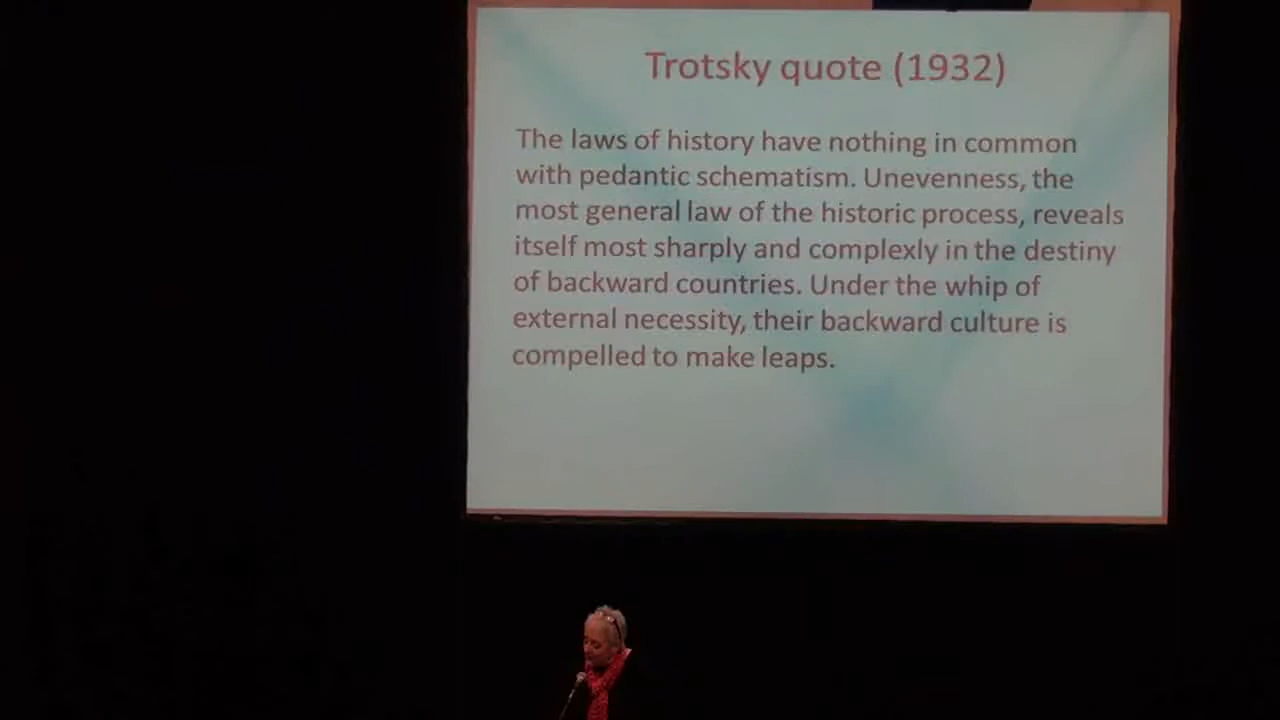 Trotsky quote (1932)
The laws of history have nothing in common
with pedantic schematism. Unevenness, the
most general law of the historic process, reveals
itself most sharply and complexly in the destiny
of backward countries. Under the whip of
external necessity, their backward culture is
compelled to make leaps.